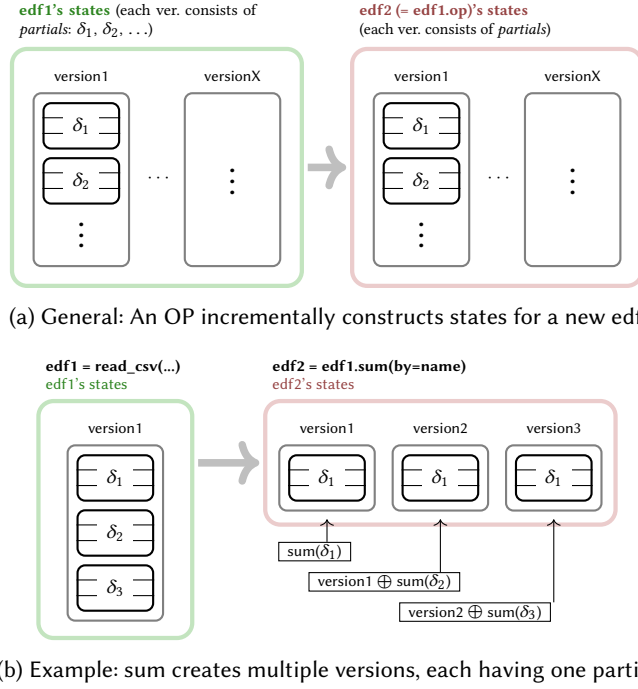 edf1's states (each ver. consists of
partials: δ1, δ2, ...)
edf2 (= edf1.op)'s states
(each ver. consists of partials)
version1
versionX
version1
versionX
δ1
δ2
⋮
...
⋮
δ1
δ2
⋮
...
⋮
(a) General: An OP incrementally constructs states for a new edf
edf1 = read_csv(...)
edf1's states
edf2 = edf1.sum(by=name)
edf2's states
version1
δ1
δ2
δ3
version1
version2
version3
δ1
δ1
δ1
sum(δ1)
version1 ⊕ sum(δ2)
version2 ⊕ sum(δ3)
(b) Example: sum creates multiple versions, each having one parti